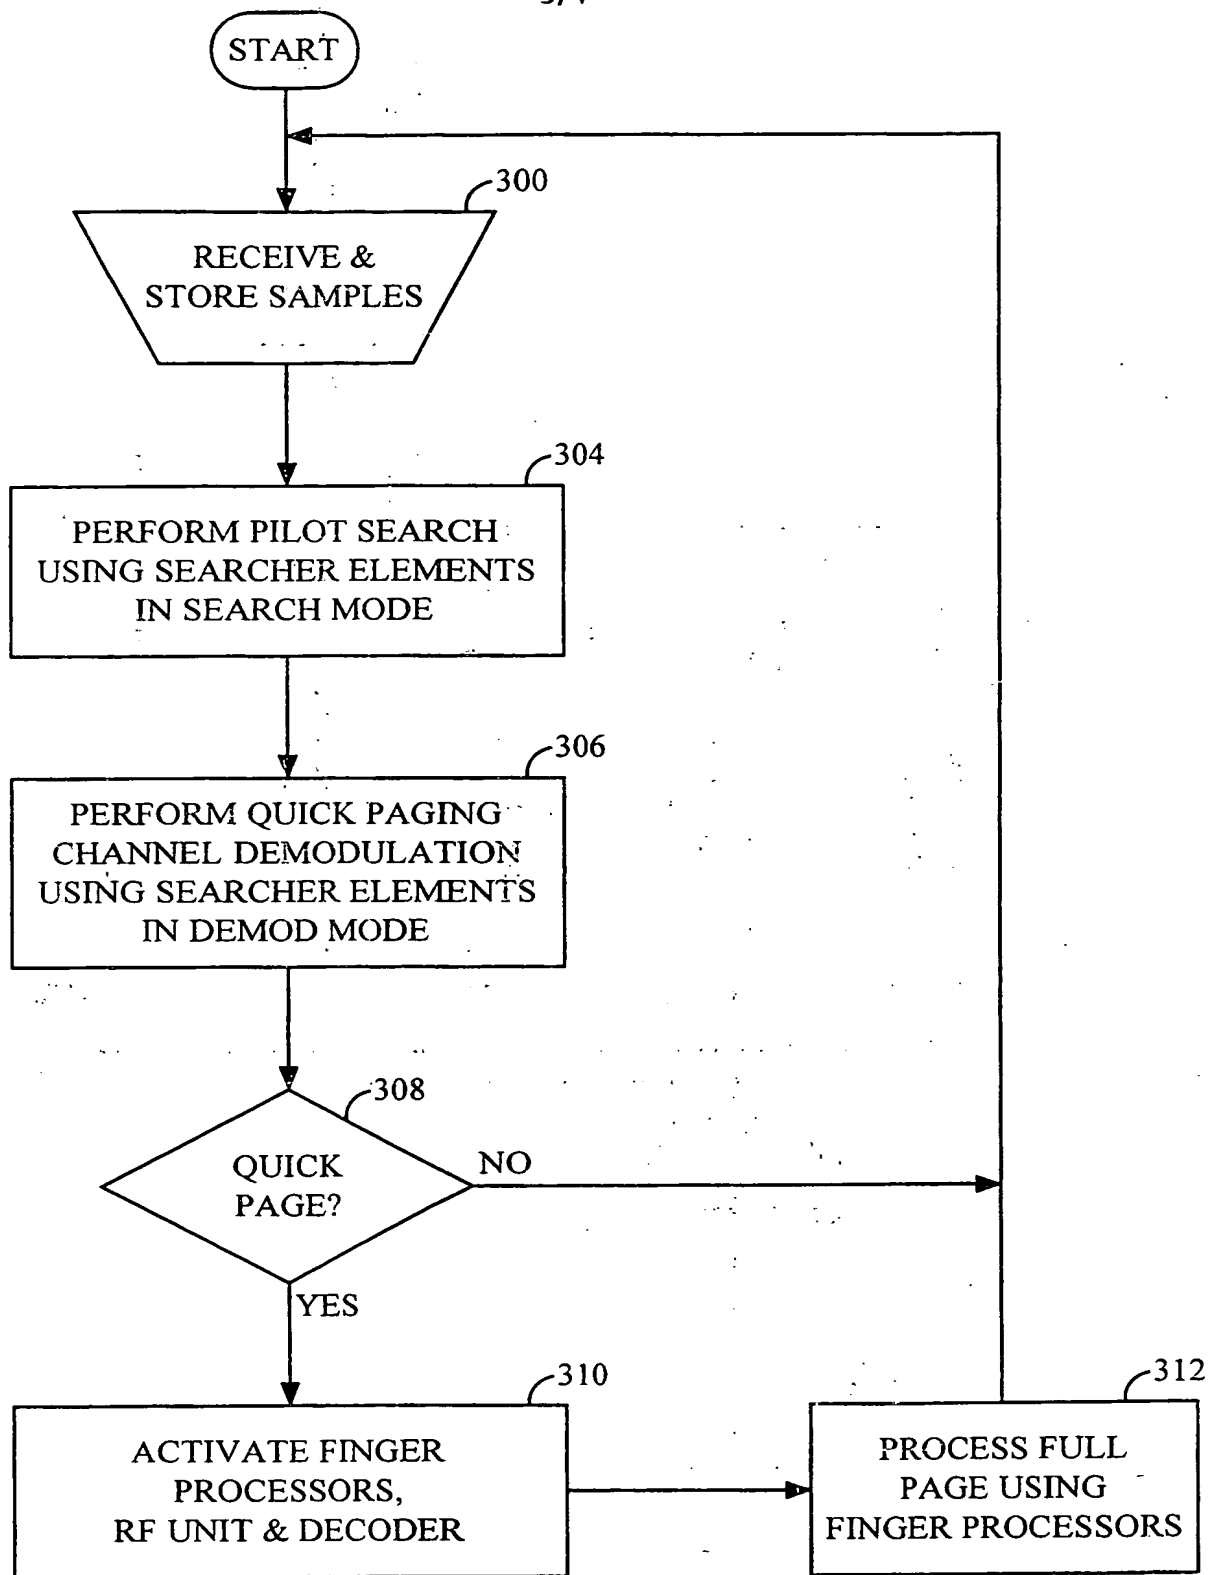 START
300
RECEIVE &
STORE SAMPLES
304
PERFORM PILOT SEARCH
USING SEARCHER ELEMENTS
IN SEARCH MODE
306
PERFORM QUICK PAGING
CHANNEL DEMODULATION
USING SEARCHER ELEMENTS
IN DEMOD MODE
308
QUICK
PAGE?
NO
YES
310
ACTIVATE FINGER
PROCESSORS,
RF UNIT & DECODER
312
PROCESS FULL
PAGE USING
FINGER PROCESSORS